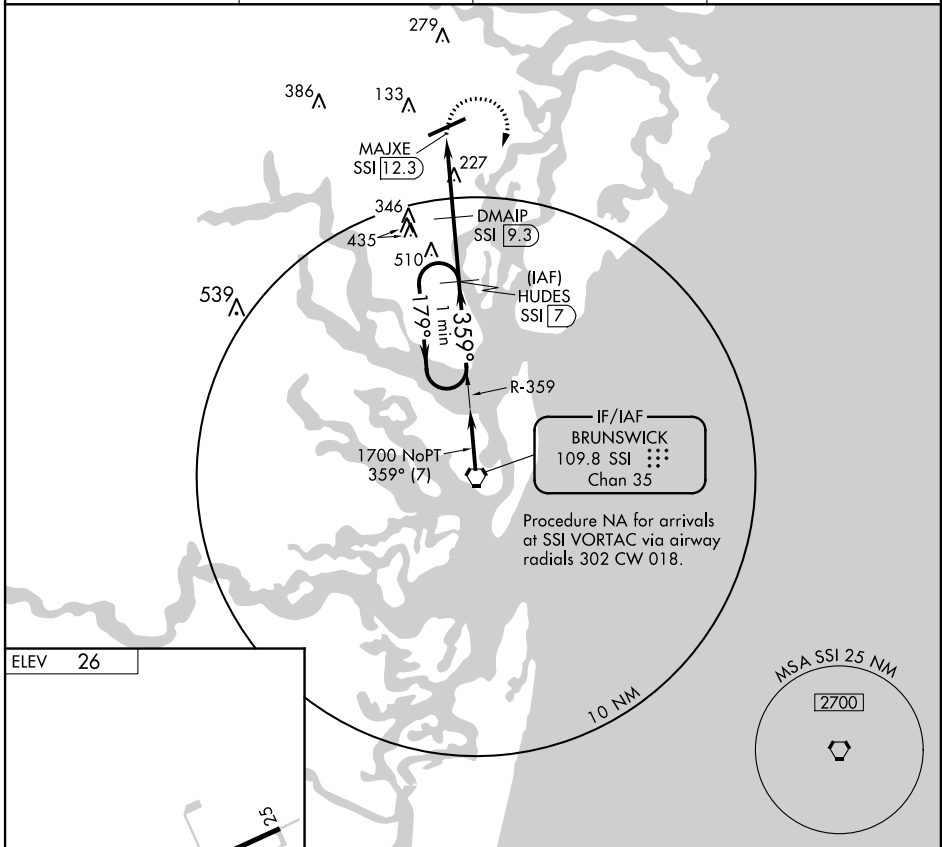 279
386
133
MAJXE
SSI 12.3
227
346
DMAIP
SSI 9.3
435
510
(IAF)
HUDES
SSI 7
539
179°
1 min
359°
R-359
IF/IAF
BRUNSWICK
109.8 SSI
Chan 35
1700 NoPT
359° (7)
Procedure NA for arrivals
at SSI VORTAC via airway
radials 302 CW 018.
ELEV 26
10 NM
MSA SSI 25 NM
2700
25